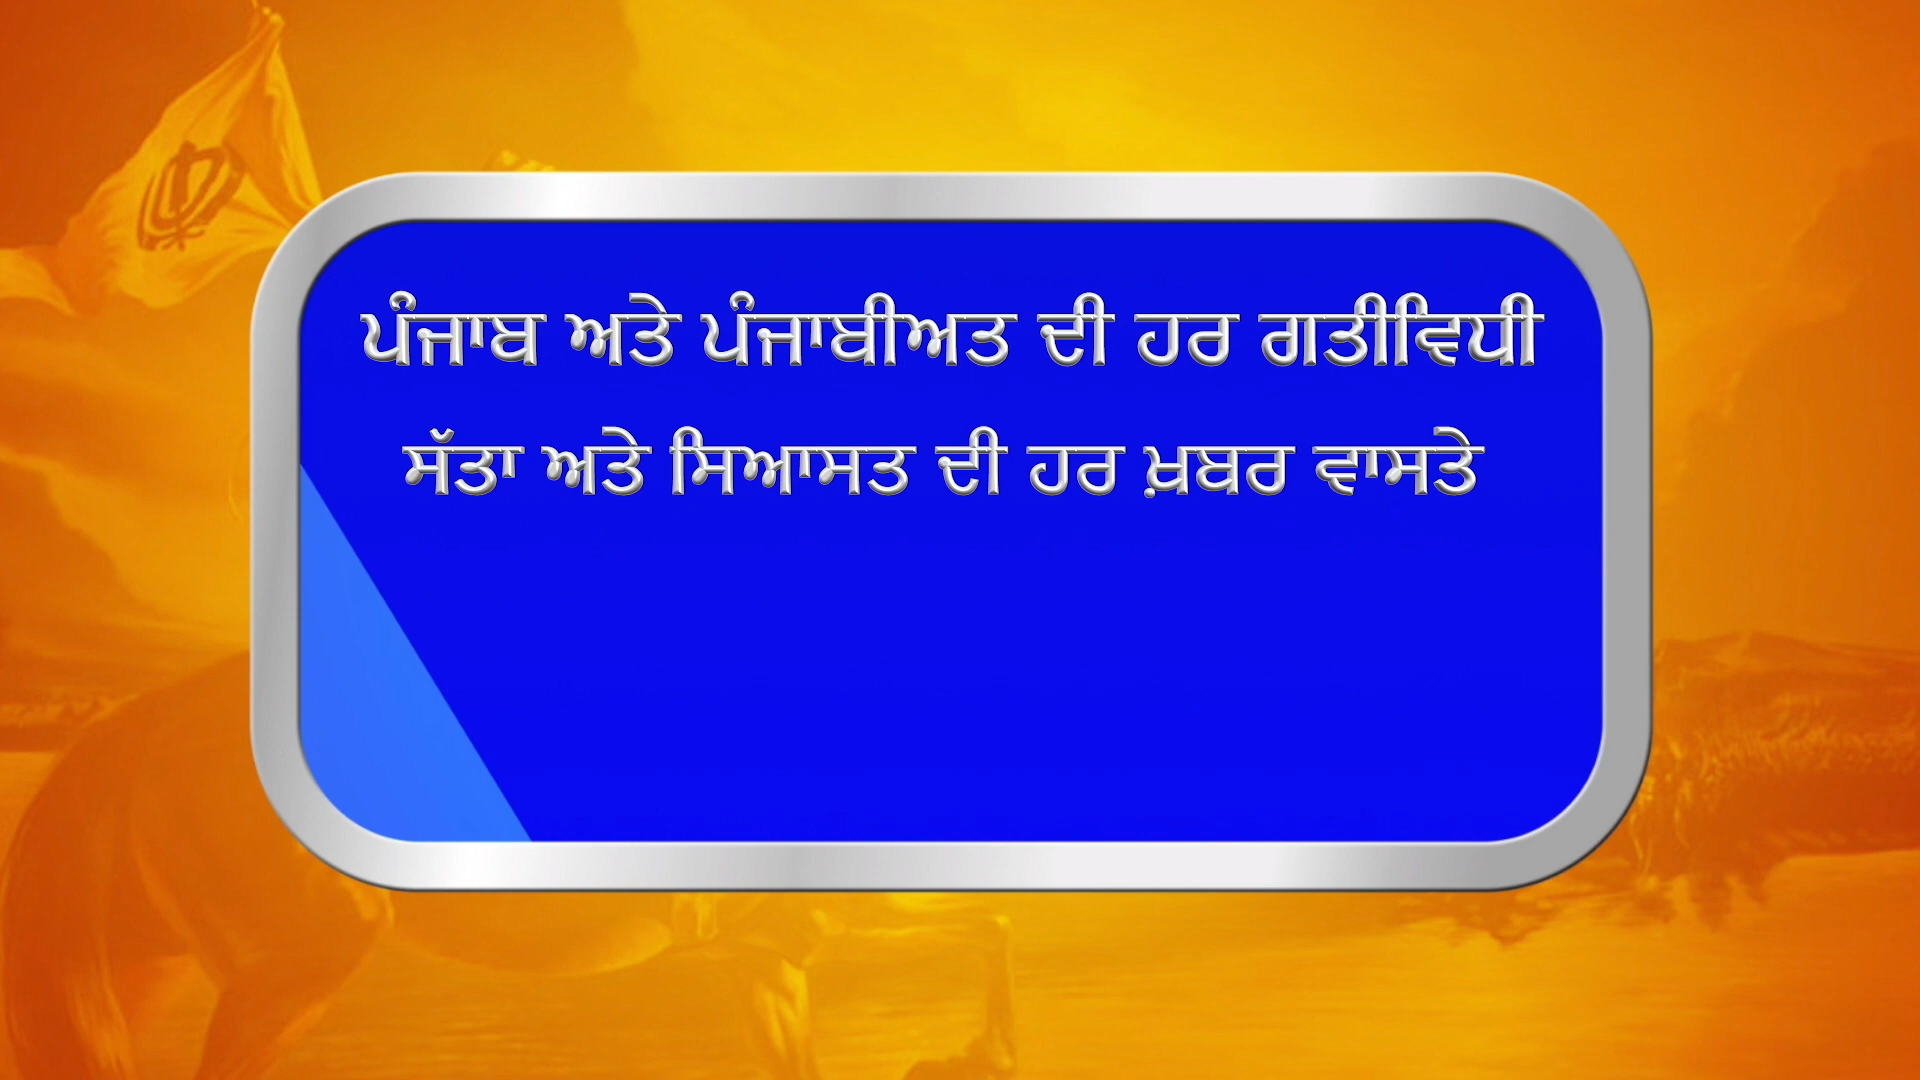 ਪੰਜਾਬ ਅਤੇ ਪੰਜਾਬੀਅਤ ਦੀ ਹਰ ਗਤੀਵਿਧੀ
ਸੱਤਾ ਅਤੇ ਸਿਆਸਤ ਦੀ ਹਰ ਖ਼ਬਰ ਵਾਸਤੇ